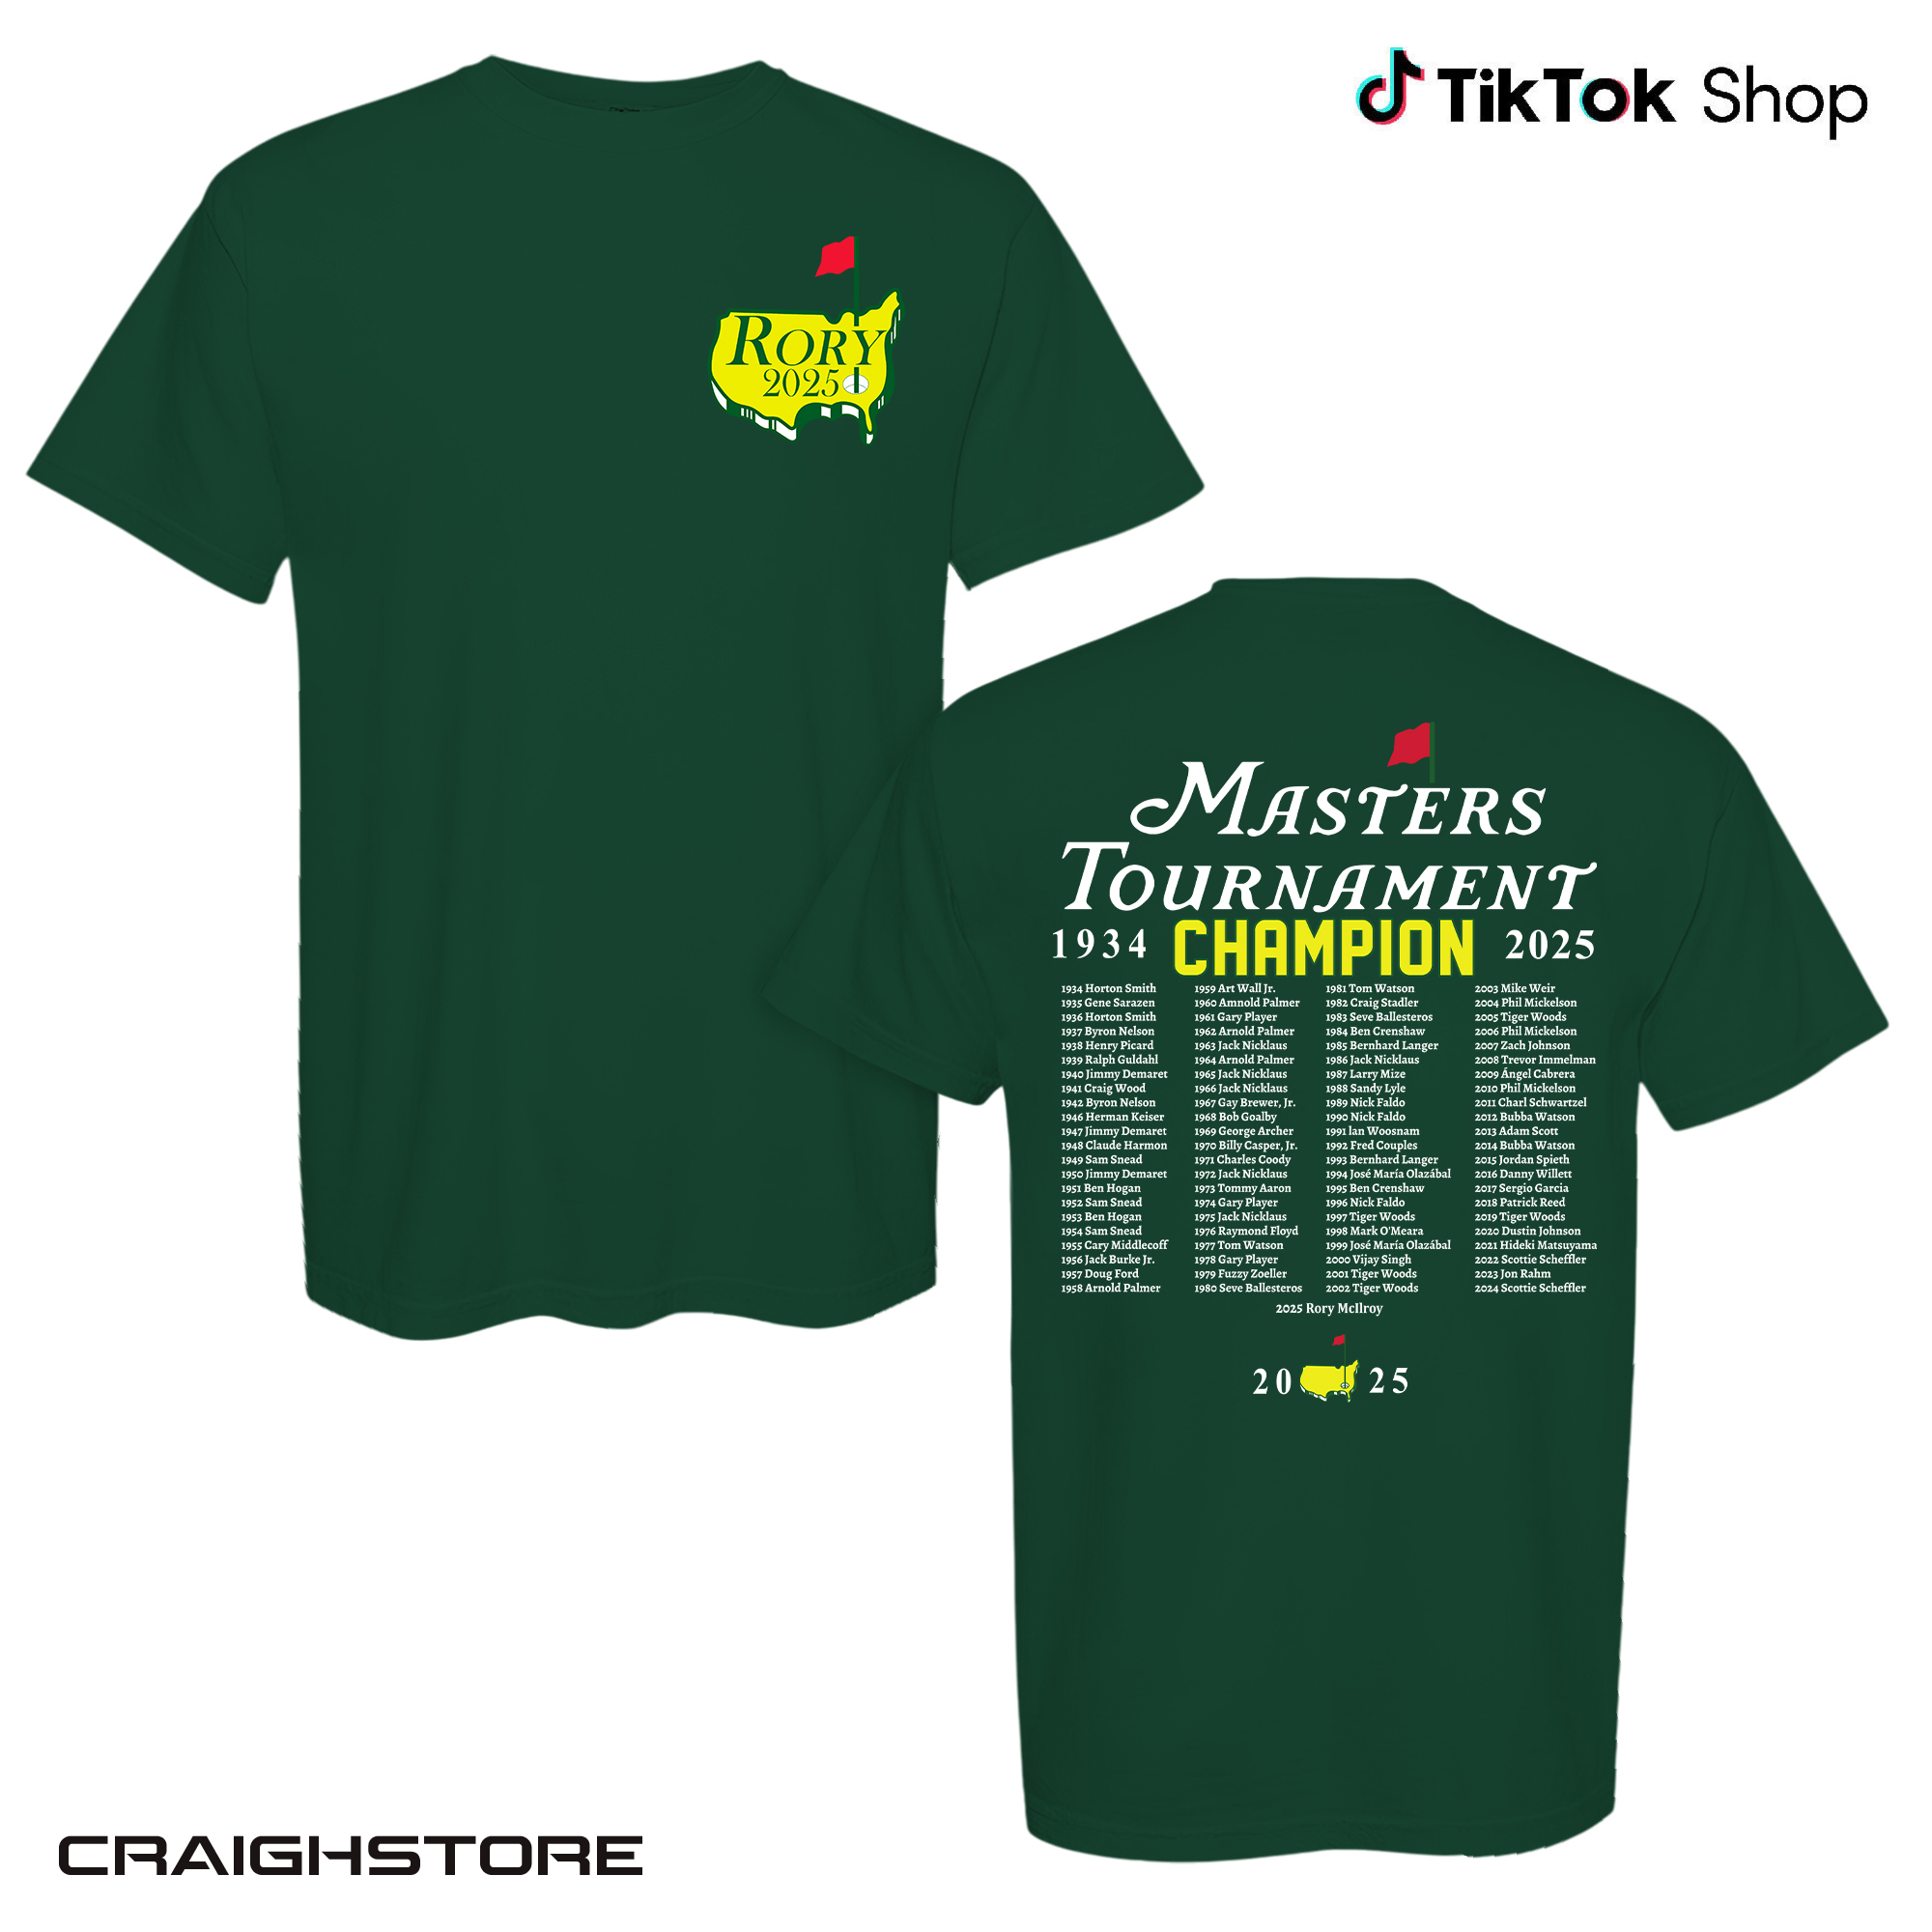 TikTok Shop
RORY
2025
MASTERS
TOURNAMENT
1934 CHAMPION 2025
1934 Horton Smith
1935 Gene Sarazen
1936 Horton Smith
1937 Byron Nelson
1938 Henry Picard
1939 Ralph Guldahl
1940 Jimmy Demaret
1941 Craig Wood
1942 Byron Nelson
1946 Herman Keiser
1947 Jimmy Demaret
1948 Claude Harmon
1949 Sam Snead
1950 Jimmy Demaret
1951 Ben Hogan
1952 Sam Snead
1953 Ben Hogan
1954 Sam Snead
1955 Cary Middlecoff
1956 Jack Burke Jr.
1957 Doug Ford
1958 Arnold Palmer
1959 Art Wall Jr.
1960 Amnold Palmer
1961 Gary Player
1962 Arnold Palmer
1963 Jack Nicklaus
1964 Arnold Palmer
1965 Jack Nicklaus
1966 Jack Nicklaus
1967 Gay Brewer, Jr.
1968 Bob Goalby
1969 George Archer
1970 Billy Casper, Jr.
1971 Charles Coody
1972 Jack Nicklaus
1973 Tommy Aaron
1974 Gary Player
1975 Jack Nicklaus
1976 Raymond Floyd
1977 Tom Watson
1978 Gary Player
1979 Fuzzy Zoeller
1980 Seve Ballesteros
1981 Tom Watson
1982 Craig Stadler
1983 Seve Ballesteros
1984 Ben Crenshaw
1985 Bernhard Langer
1986 Jack Nicklaus
1987 Larry Mize
1988 Sandy Lyle
1989 Nick Faldo
1990 Nick Faldo
1991 lan Woosnam
1992 Fred Couples
1993 Bernhard Langer
1994 José María Olazábal
1995 Ben Crenshaw
1996 Nick Faldo
1997 Tiger Woods
1998 Mark O'Meara
1999 José María Olazábal
2000 Vijay Singh
2001 Tiger Woods
2002 Tiger Woods
2003 Mike Weir
2004 Phil Mickelson
2005 Tiger Woods
2006 Phil Mickelson
2007 Zach Johnson
2008 Trevor Immelman
2009 Ángel Cabrera
2010 Phil Mickelson
2011 Charl Schwartzel
2012 Bubba Watson
2013 Adam Scott
2014 Bubba Watson
2015 Jordan Spieth
2016 Danny Willett
2017 Sergio Garcia
2018 Patrick Reed
2019 Tiger Woods
2020 Dustin Johnson
2021 Hideki Matsuyama
2022 Scottie Scheffler
2023 Jon Rahm
2024 Scottie Scheffler
2025 Rory McIlroy
20 25
CRAIGHSTORE